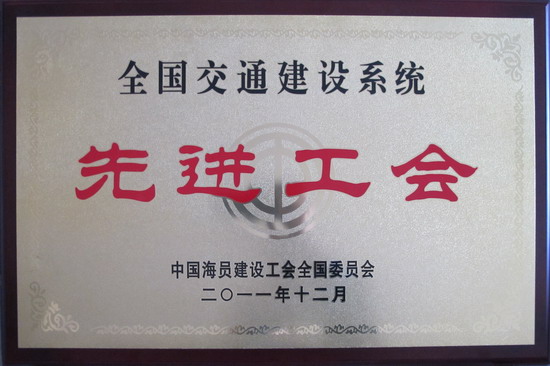 全国交通建设系统
先进工会
中国海员建设工会全国委员会
二〇一一年十二月